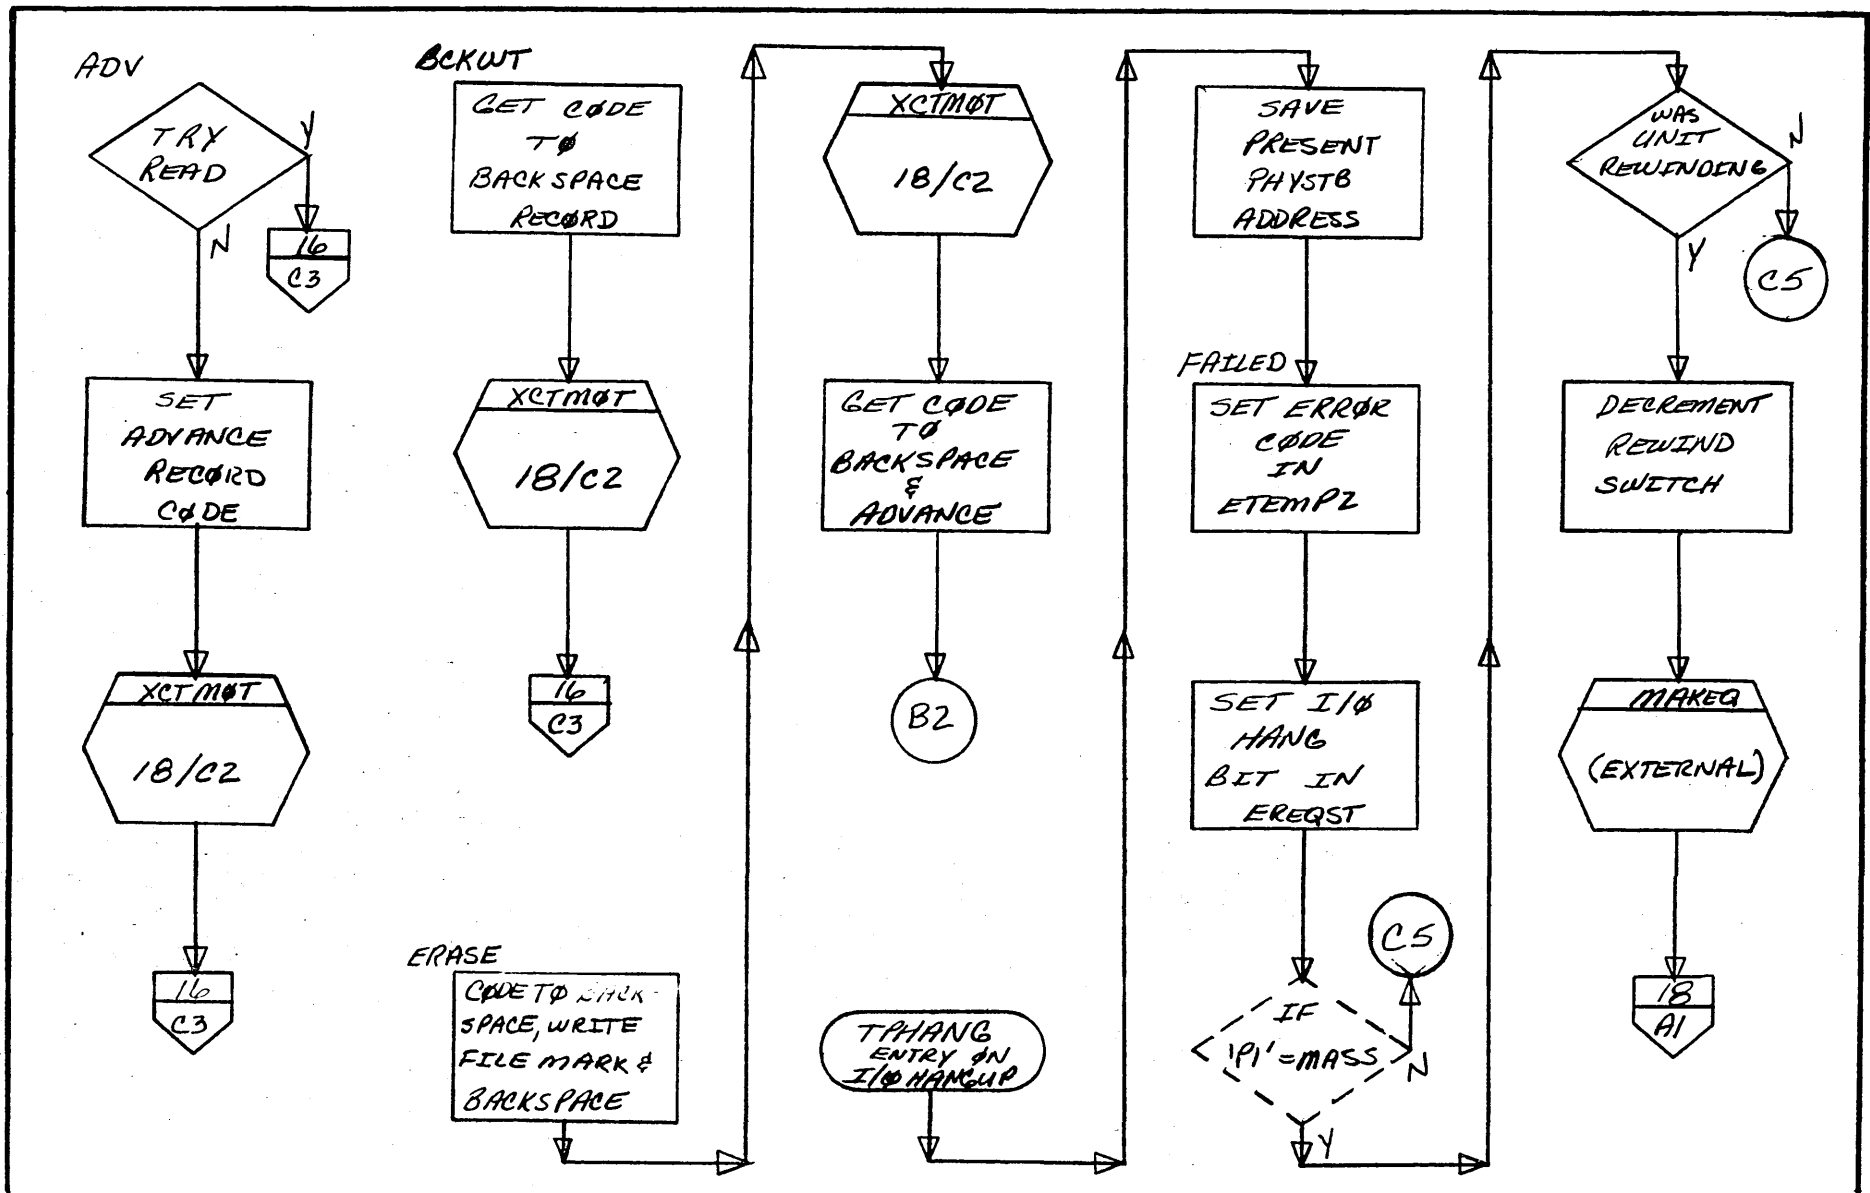 ADV
TRY
READ
Y
N
16
C3
SET
ADVANCE
RECØRD
CØDE
XCTMØT
18/C2
16
C3
BCKWT
GET CØDE
TØ
BACKSPACE
RECØRD
XCTMØT
18/C2
16
C3
ERASE
CØDE TØ BACK-
SPACE, WRITE
FILE MARK &
BACKSPACE
XCTMØT
18/C2
GET CØDE
TØ
BACKSPACE
&
ADVANCE
B2
TPHANG
ENTRY ØN
I/Ø HANGUP
SAVE
PRESENT
PHYSTB
ADDRESS
FAILED
SET ERRØR
CØDE
IN
ETEMP2
SET I/Ø
HANG
BIT IN
EREQST
C5
IF
'P1'=MASS
N
Y
WAS
UNIT
REWINDING
N
Y
C5
DECREMENT
REWIND
SWITCH
MAKEQ
(EXTERNAL)
18
A1